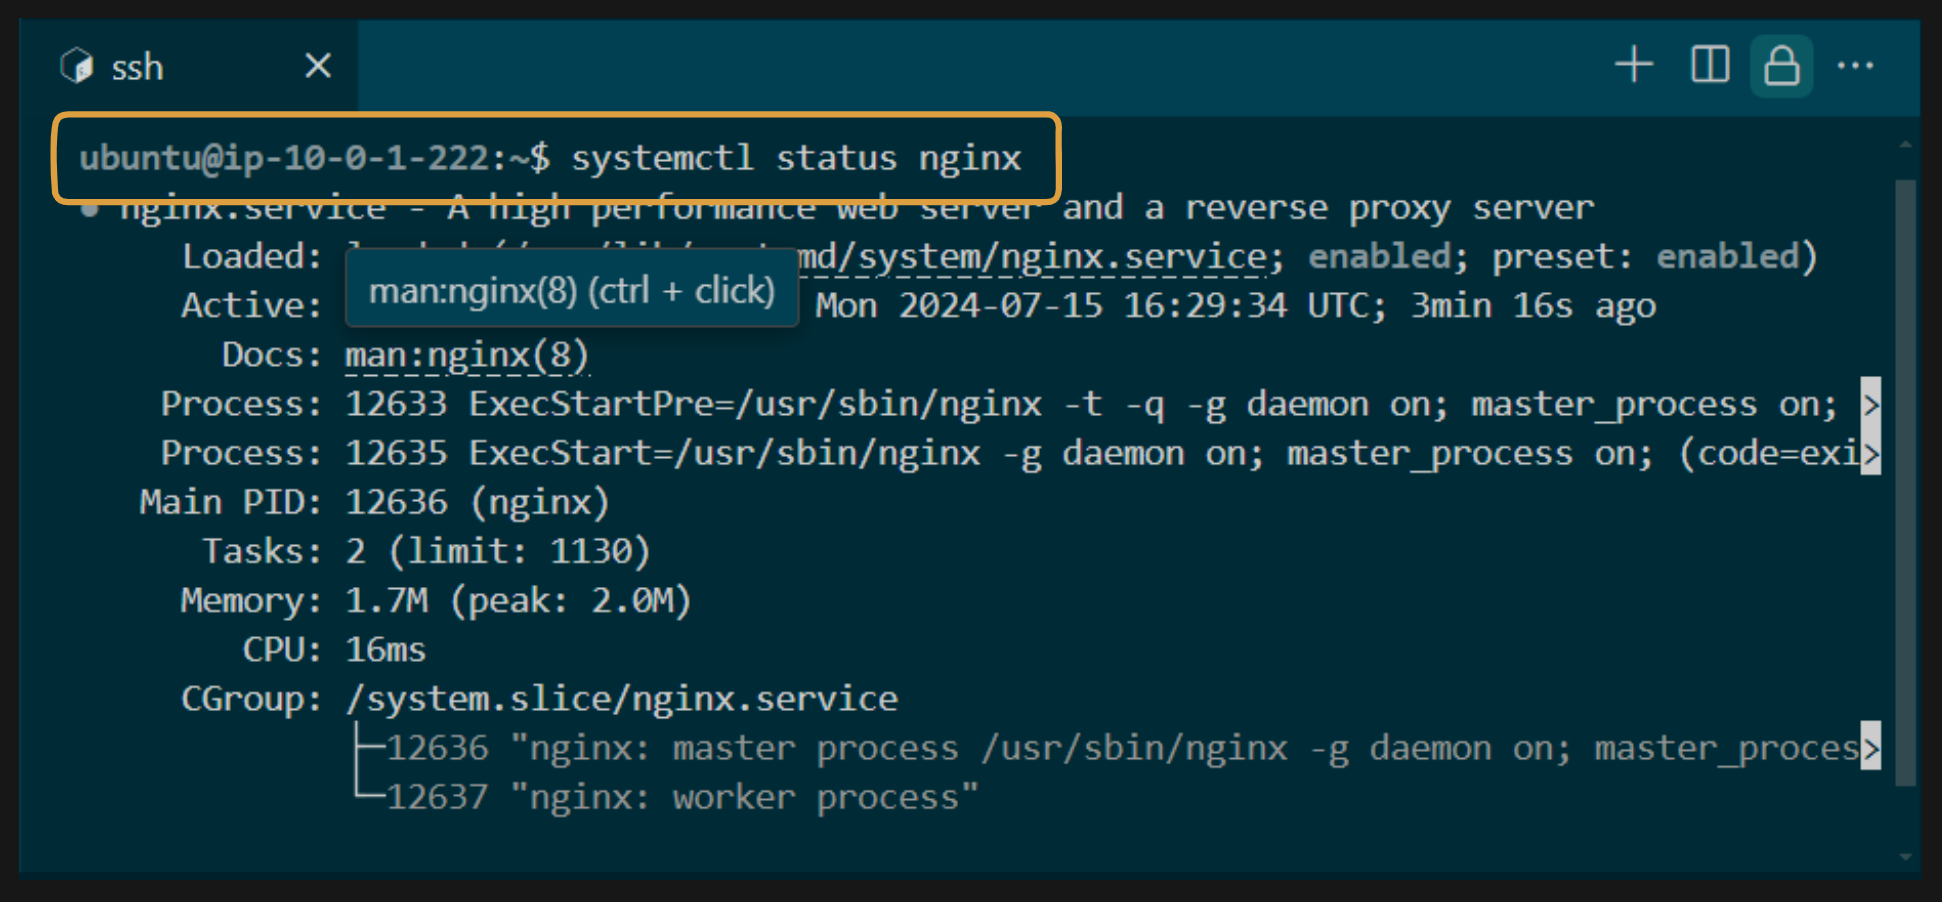 ssh
ubuntu@ip-10-0-1-222:~$ systemctl status nginx
● nginx.service - A high performance web server and a reverse proxy server
Loaded: md/system/nginx.service; enabled; preset: enabled)
man:nginx(8) (ctrl + click)
Active: Mon 2024-07-15 16:29:34 UTC; 3min 16s ago
Docs: man:nginx(8)
Process: 12633 ExecStartPre=/usr/sbin/nginx -t -q -g daemon on; master_process on; >
Process: 12635 ExecStart=/usr/sbin/nginx -g daemon on; master_process on; (code=exi>
Main PID: 12636 (nginx)
Tasks: 2 (limit: 1130)
Memory: 1.7M (peak: 2.0M)
CPU: 16ms
CGroup: /system.slice/nginx.service
├─12636 "nginx: master process /usr/sbin/nginx -g daemon on; master_proces>
└─12637 "nginx: worker process"